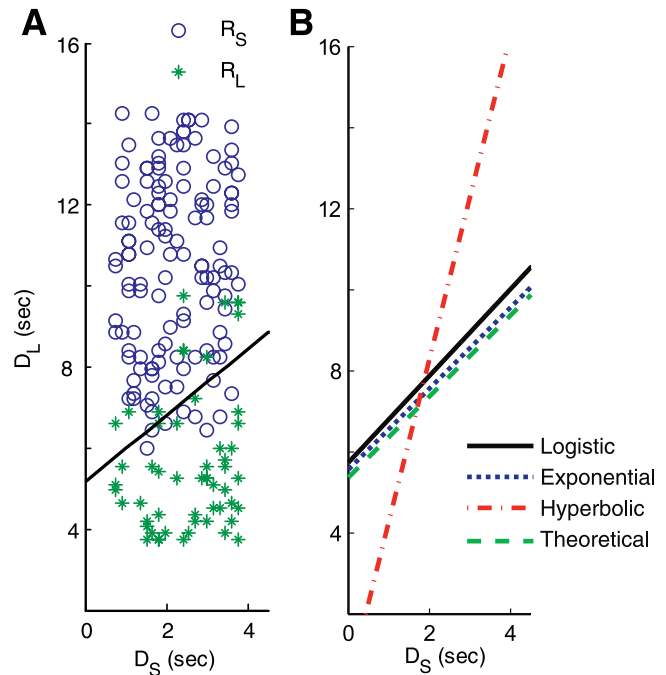 A
16
12
8
4
D_L (sec)
0
2
4
D_S (sec)
R_S
R_L
B
16
12
8
4
0
2
4
D_S (sec)
Logistic
Exponential
Hyperbolic
Theoretical